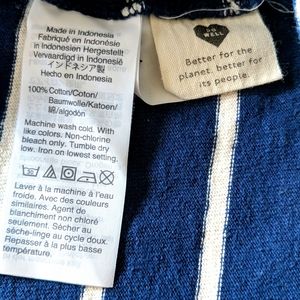 Made in Indonesia
Fabriqué en Indonésie
in Indonesien Hergestellt
Vervaardigd in Indonesië
インドネシア製
Hecho en Indonesia
100% Cotton/Coton/
Baumwolle/Katoen/
綿/algodón
Machine wash cold. With
like colors. Non-chlorine
bleach only. Tumble dry
low. Iron on lowest setting.
Laver à la machine à l'eau
froide. Avec des couleurs
similaires. Agent de
blanchiment non chloré
seulement. Sécher au
sèche-linge au cycle doux.
Repasser à la plus basse
température.
DO
WELL
Better for the
planet, better for
its people.